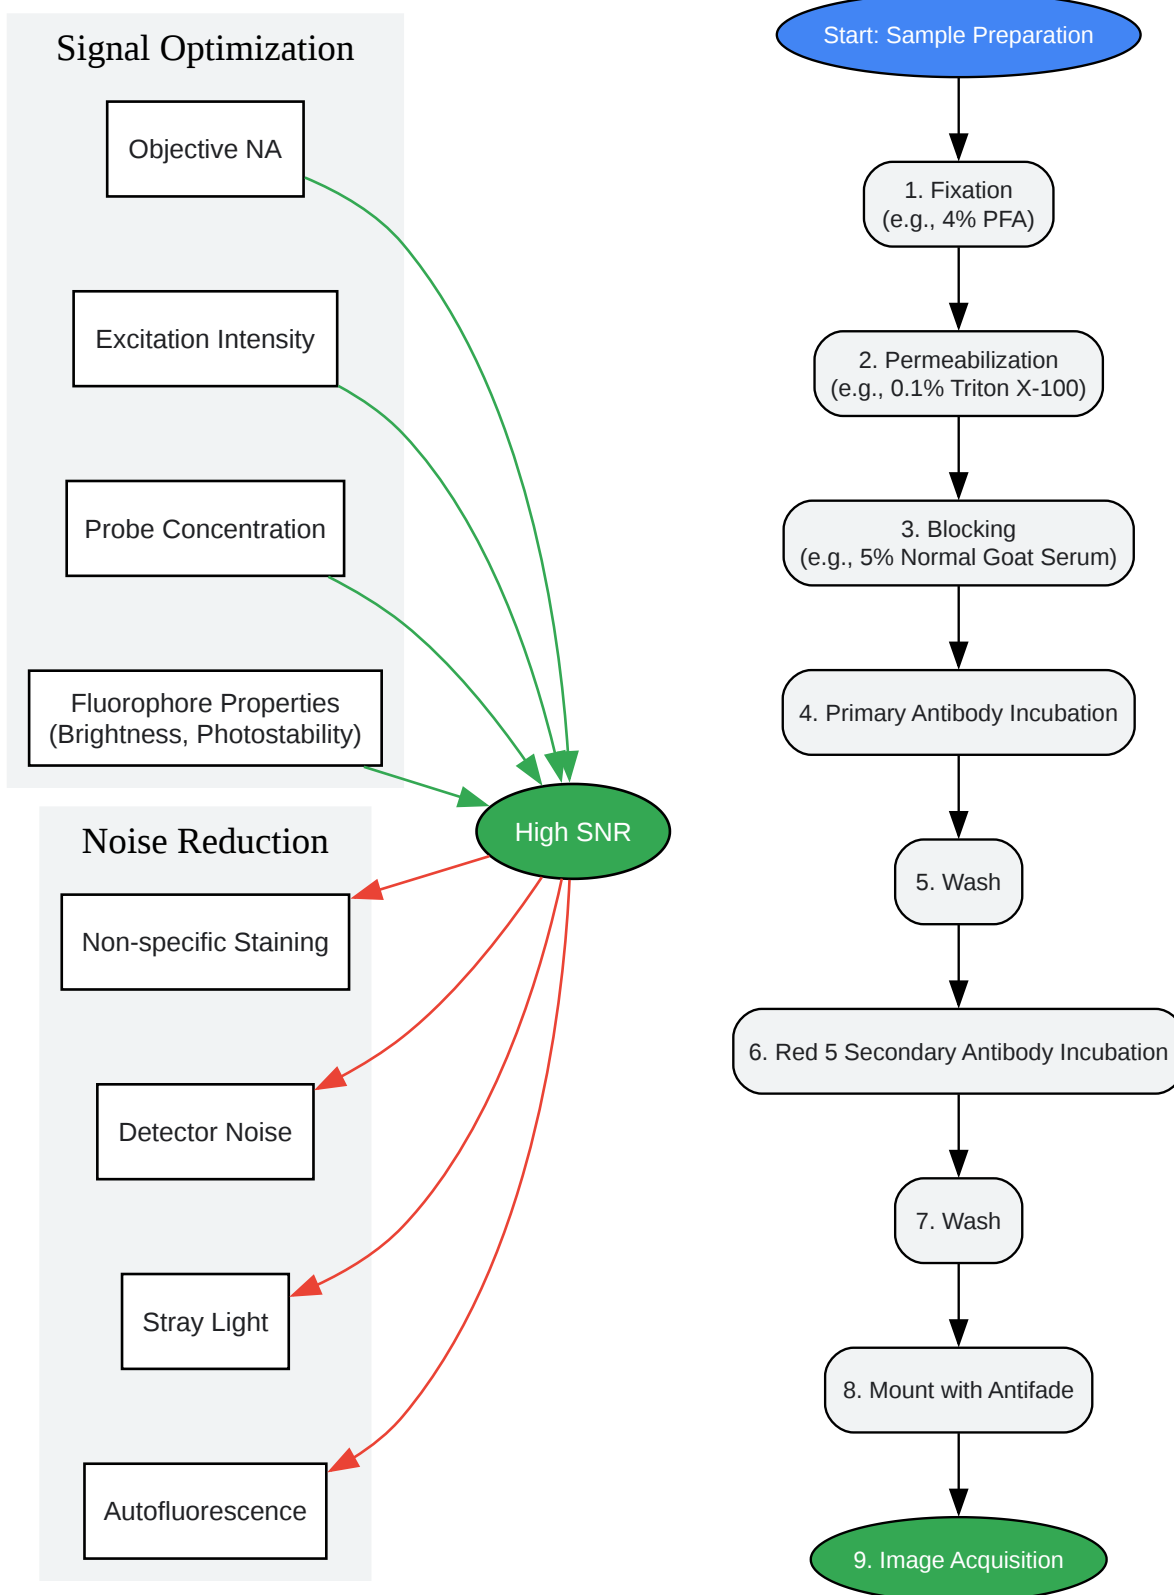 Signal Optimization
Objective NA
Excitation Intensity
Probe Concentration
Fluorophore Properties
(Brightness, Photostability)
High SNR
Noise Reduction
Non-specific Staining
Detector Noise
Stray Light
Autofluorescence
Start: Sample Preparation
1. Fixation
(e.g., 4% PFA)
2. Permeabilization
(e.g., 0.1% Triton X-100)
3. Blocking
(e.g., 5% Normal Goat Serum)
4. Primary Antibody Incubation
5. Wash
6. Red 5 Secondary Antibody Incubation
7. Wash
8. Mount with Antifade
9. Image Acquisition